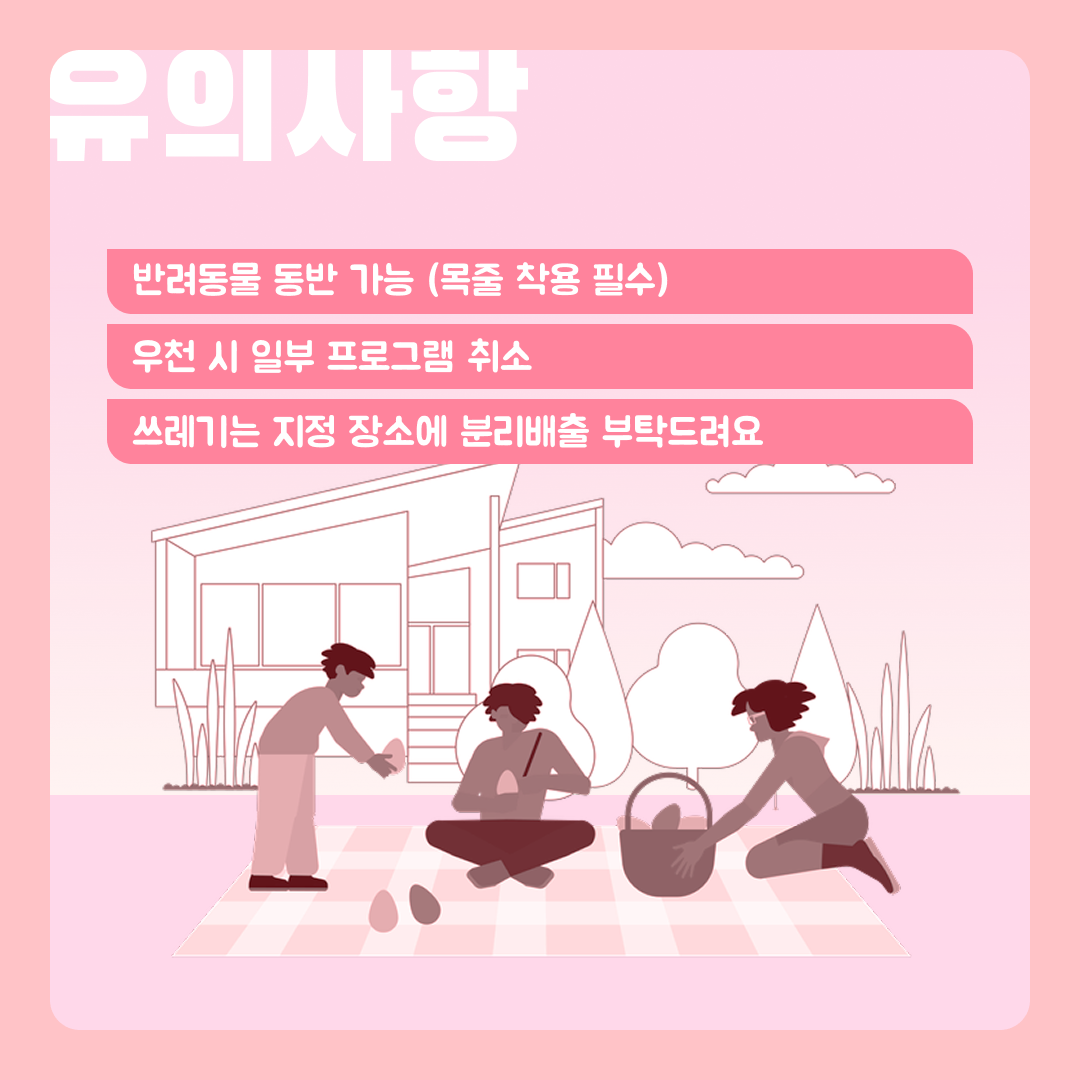 유의사항
반려동물 동반 가능 (목줄 착용 필수)
우천 시 일부 프로그램 취소
쓰레기는 지정 장소에 분리배출 부탁드려요